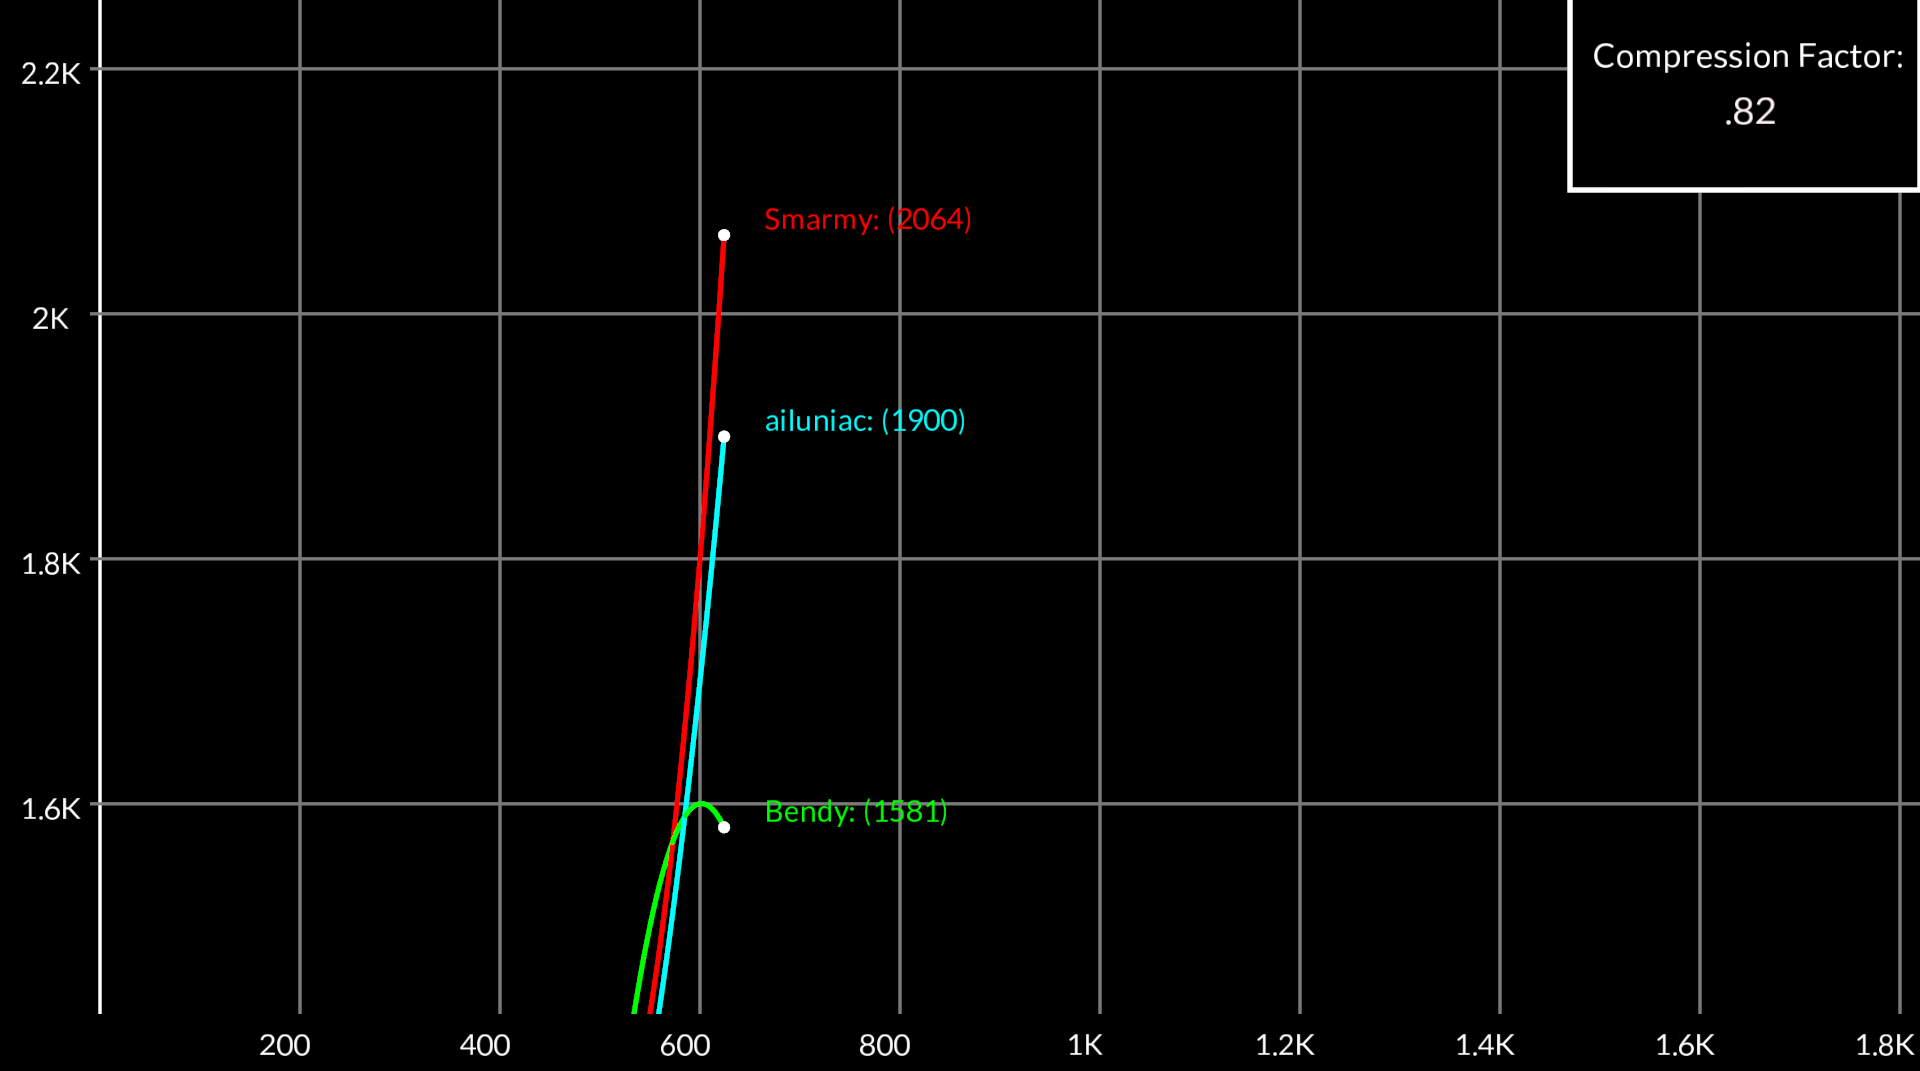 Compression Factor:
.82
2.2K
Smarmy: (2064)
2K
ailuniac: (1900)
1.8K
1.6K
Bendy: (1581)
200 400 600 800 1K 1.2K 1.4K 1.6K 1.8K